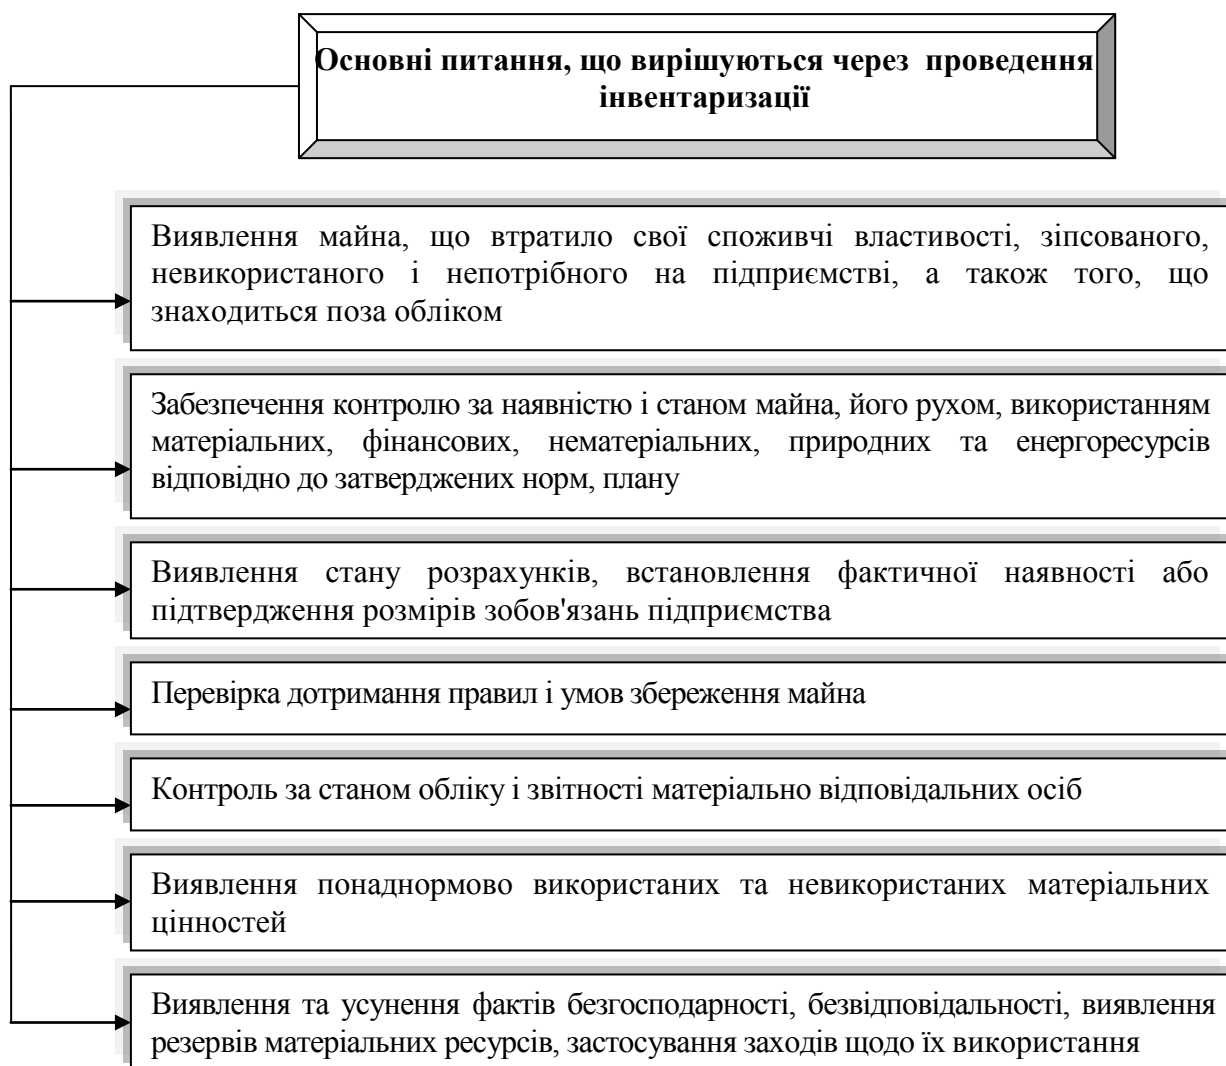 Основні питання, що вирішуються через проведення
інвентаризації
Виявлення майна, що втратило свої споживчі властивості, зіпсованого,
невикористаного і непотрібного на підприємстві, а також того, що
знаходиться поза обліком
Забезпечення контролю за наявністю і станом майна, його рухом, використанням
матеріальних, фінансових, нематеріальних, природних та енергоресурсів
відповідно до затверджених норм, плану
Виявлення стану розрахунків, встановлення фактичної наявності або
підтвердження розмірів зобов'язань підприємства
Перевірка дотримання правил і умов збереження майна
Контроль за станом обліку і звітності матеріально відповідальних осіб
Виявлення понаднормово використаних та невикористаних матеріальних
цінностей
Виявлення та усунення фактів безгосподарності, безвідповідальності, виявлення
резервів матеріальних ресурсів, застосування заходів щодо їх використання